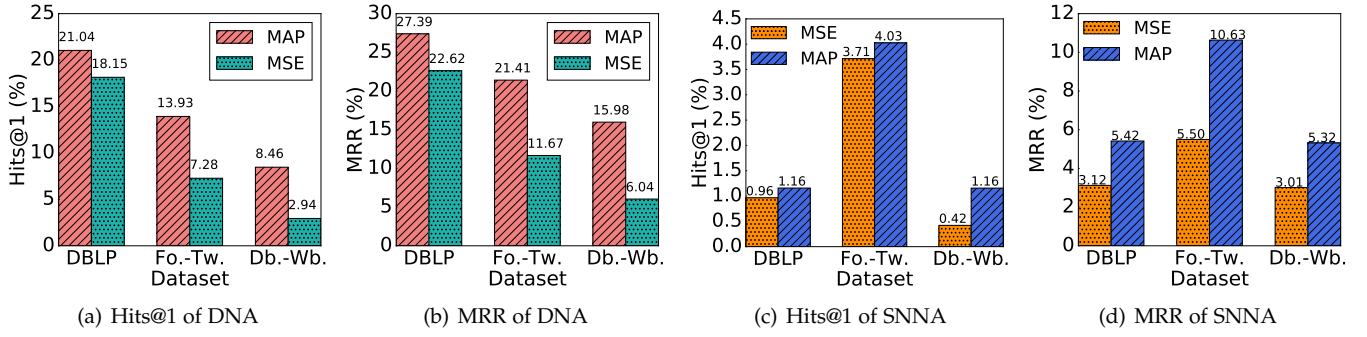 Hits@1 (%)
25
20
15
10
5
0
21.04
18.15
13.93
7.28
8.46
2.94
MAP
MSE
DBLP Fo.-Tw. Db.-Wb.
Dataset
(a) Hits@1 of DNA
MRR (%)
30
25
20
15
10
5
0
27.39
22.62
21.41
11.67
15.98
6.04
MAP
MSE
DBLP Fo.-Tw. Db.-Wb.
Dataset
(b) MRR of DNA
Hits@1 (%)
4.5
4.0
3.5
3.0
2.5
2.0
1.5
1.0
0.5
0.0
0.96
1.16
3.71
4.03
0.42
1.16
MSE
MAP
DBLP Fo.-Tw. Db.-Wb.
Dataset
(c) Hits@1 of SNNA
MRR (%)
12
10
8
6
4
2
0
3.12
5.42
5.50
10.63
3.01
5.32
MSE
MAP
DBLP Fo.-Tw. Db.-Wb.
Dataset
(d) MRR of SNNA